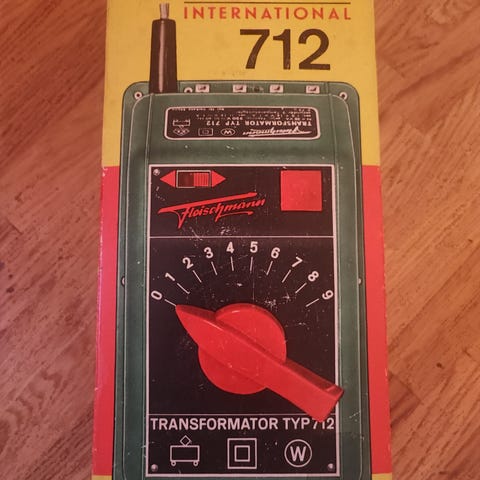 INTERNATIONAL
712
Fleischmann
TRANSFORMATOR TYP 712
W
Fleischmann
0 1 2 3 4 5 6 7 8 9
TRANSFORMATOR TYP 712
W